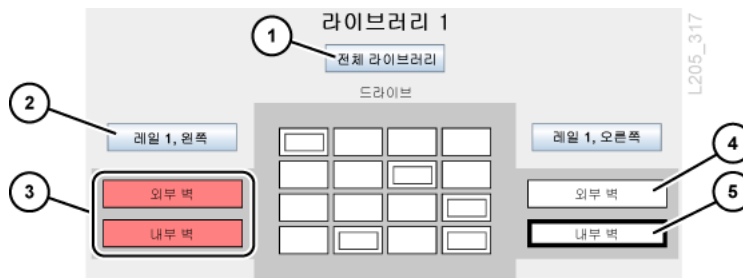 라이브러리 1
1
전체 라이브러리
드라이브
L205_317
2
레일 1, 왼쪽
레일 1, 오른쪽
3
외부 벽
내부 벽
외부 벽
4
내부 벽
5